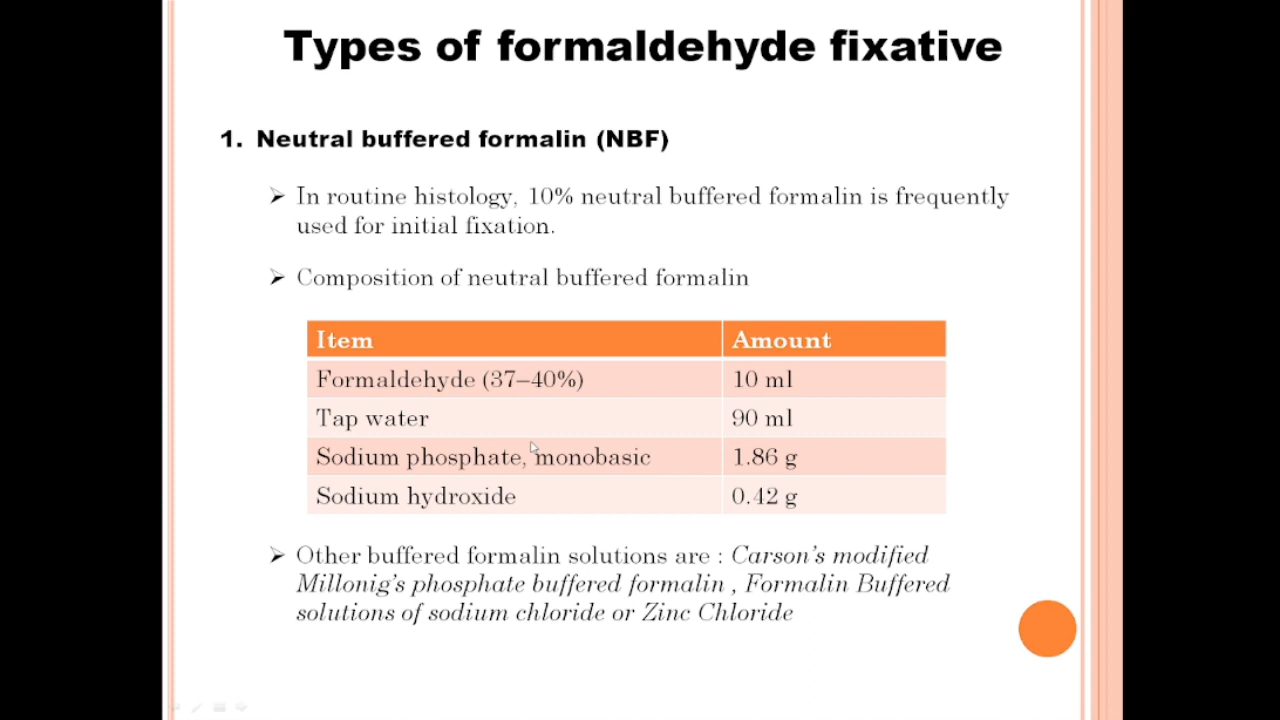 Types of formaldehyde fixative
1. Neutral buffered formalin (NBF)
In routine histology, 10% neutral buffered formalin is frequently
used for initial fixation.
Composition of neutral buffered formalin
Item Amount
Formaldehyde (37–40%) 10 ml
Tap water 90 ml
Sodium phosphate, monobasic 1.86 g
Sodium hydroxide 0.42 g
Other buffered formalin solutions are : Carson's modified
Millonig's phosphate buffered formalin , Formalin Buffered
solutions of sodium chloride or Zinc Chloride